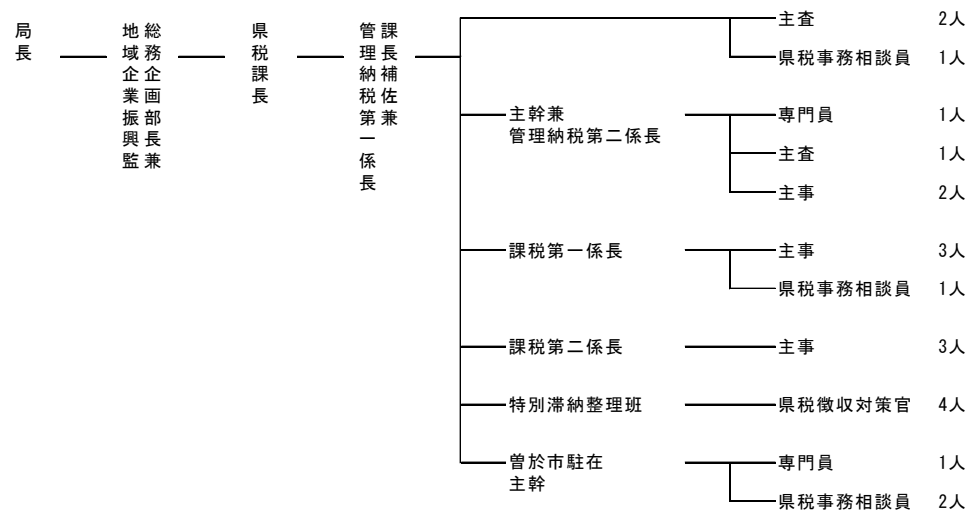 局長
総務企画部長兼
地域企業振興監
県税課長
課長補佐兼
管理納税第一係長
主査 2人
県税事務相談員 1人
主幹兼
管理納税第二係長
専門員 1人
主査 1人
主事 2人
課税第一係長
主事 3人
県税事務相談員 1人
課税第二係長
主事 3人
特別滞納整理班
県税徴収対策官 4人
曽於市駐在
主幹
専門員 1人
県税事務相談員 2人